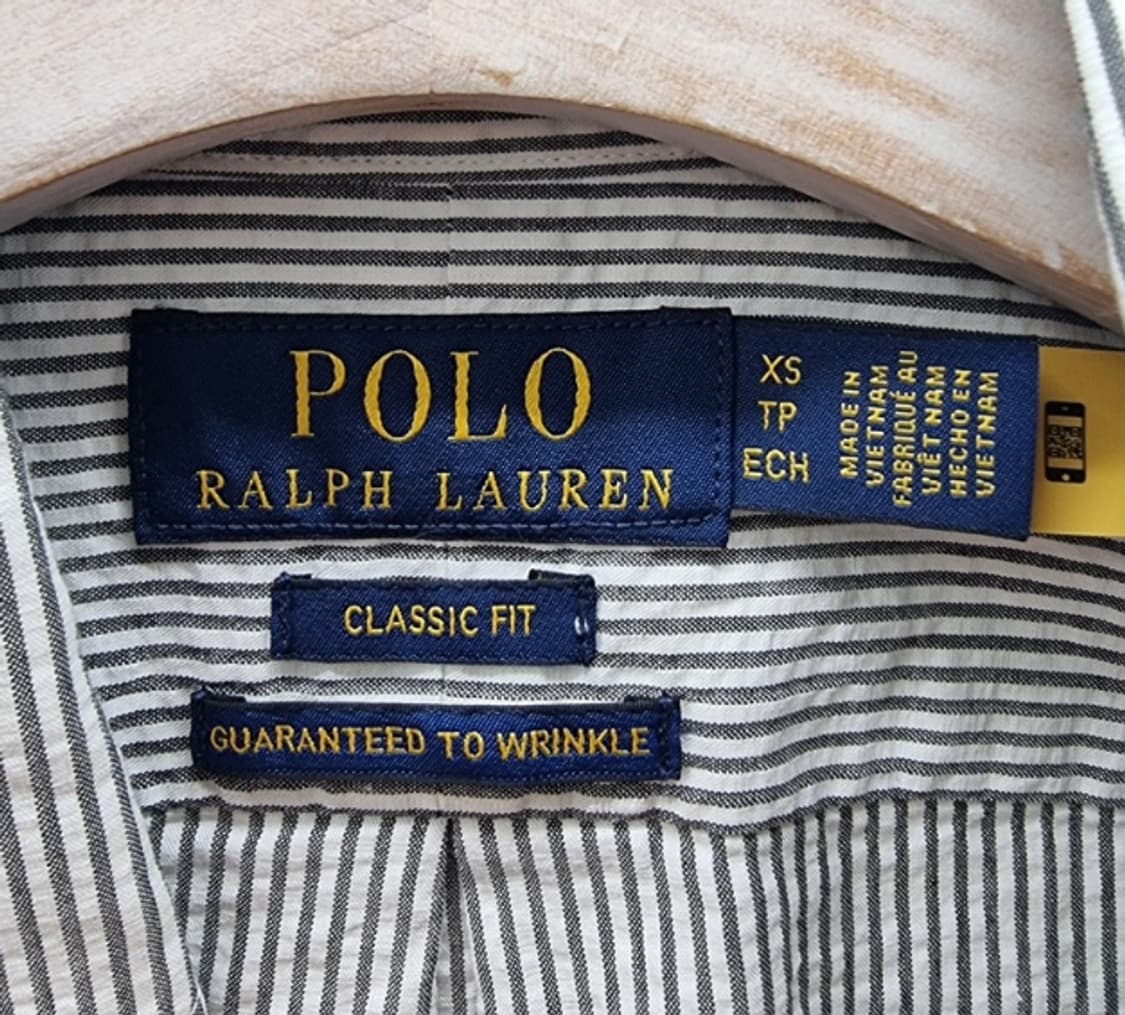 POLO
RALPH LAUREN
XS
TP
ECH
MADE IN
VIETNAM
FABRIQUÉ AU
VIÊT NAM
HECHO EN
VIETNAM
CLASSIC FIT
GUARANTEED TO WRINKLE